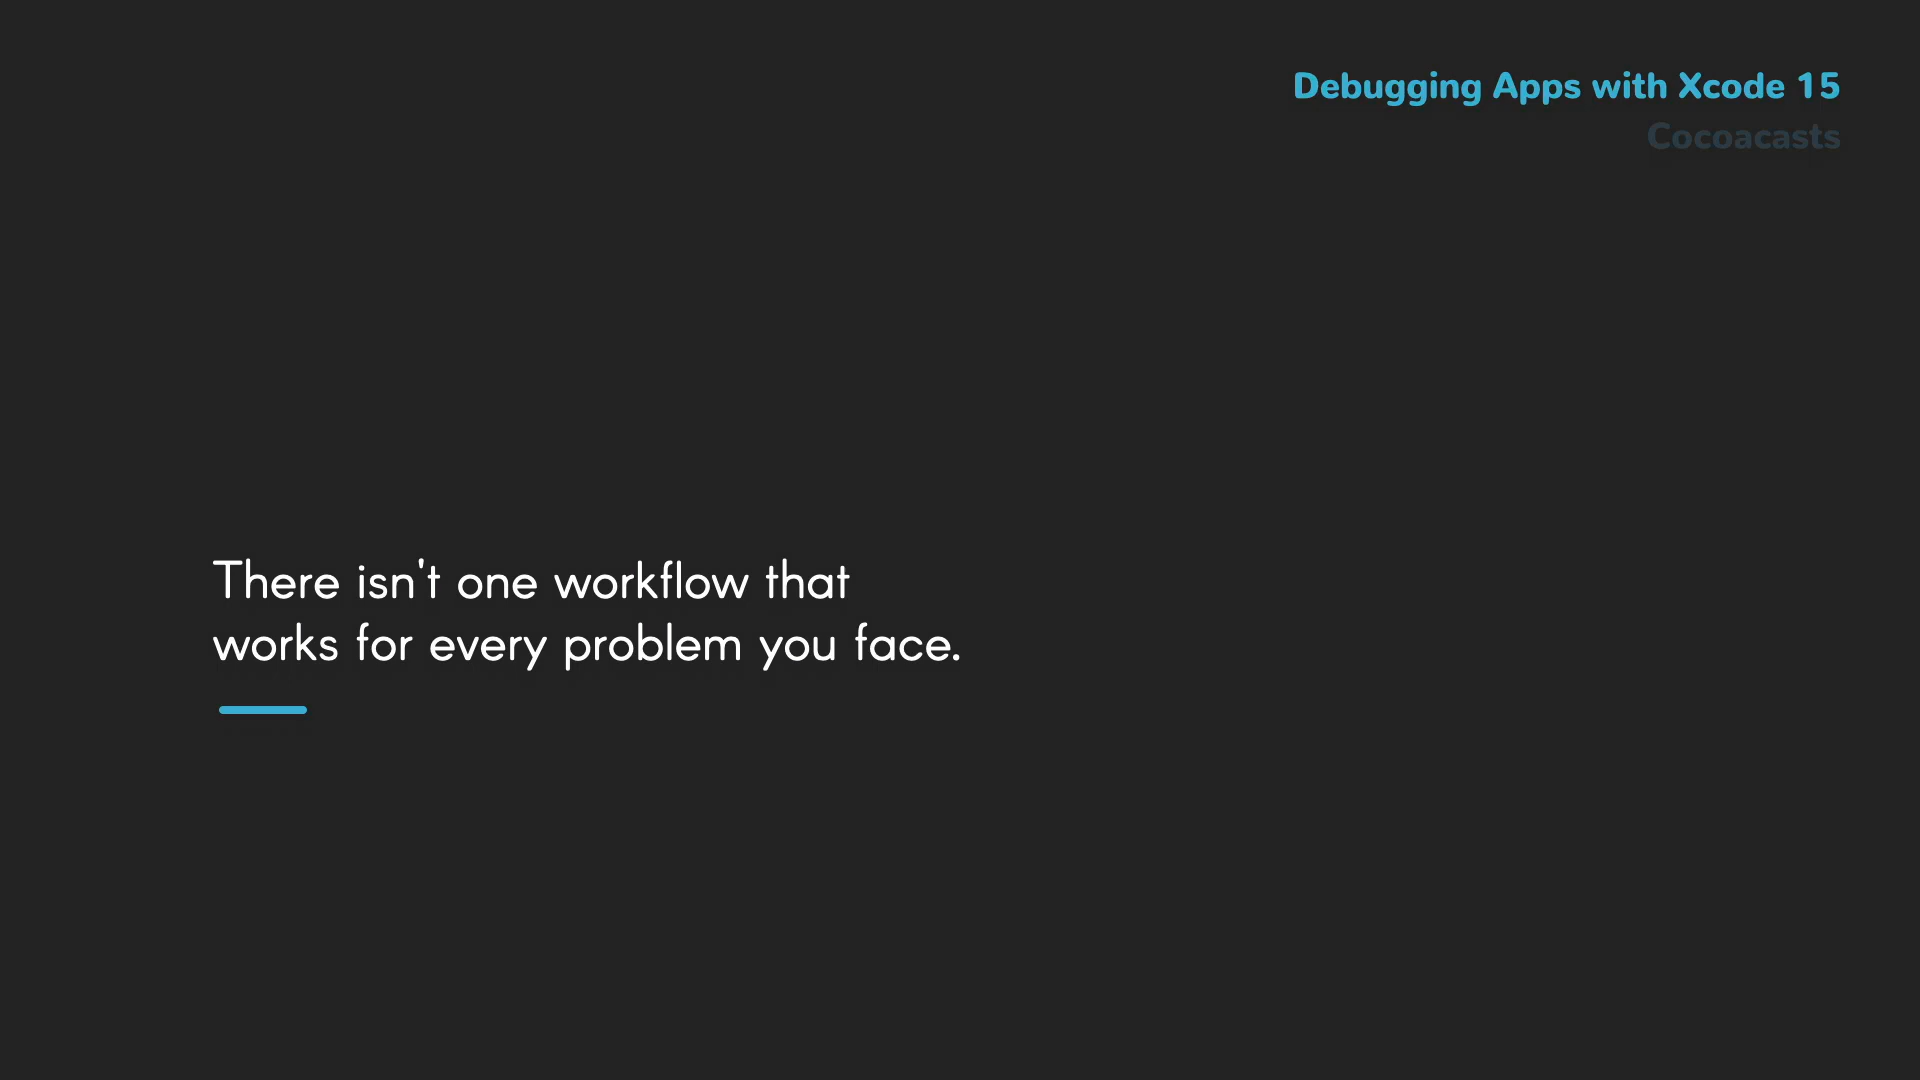 Debugging Apps with Xcode 15
Cocoacasts
There isn't one workflow that
works for every problem you face.